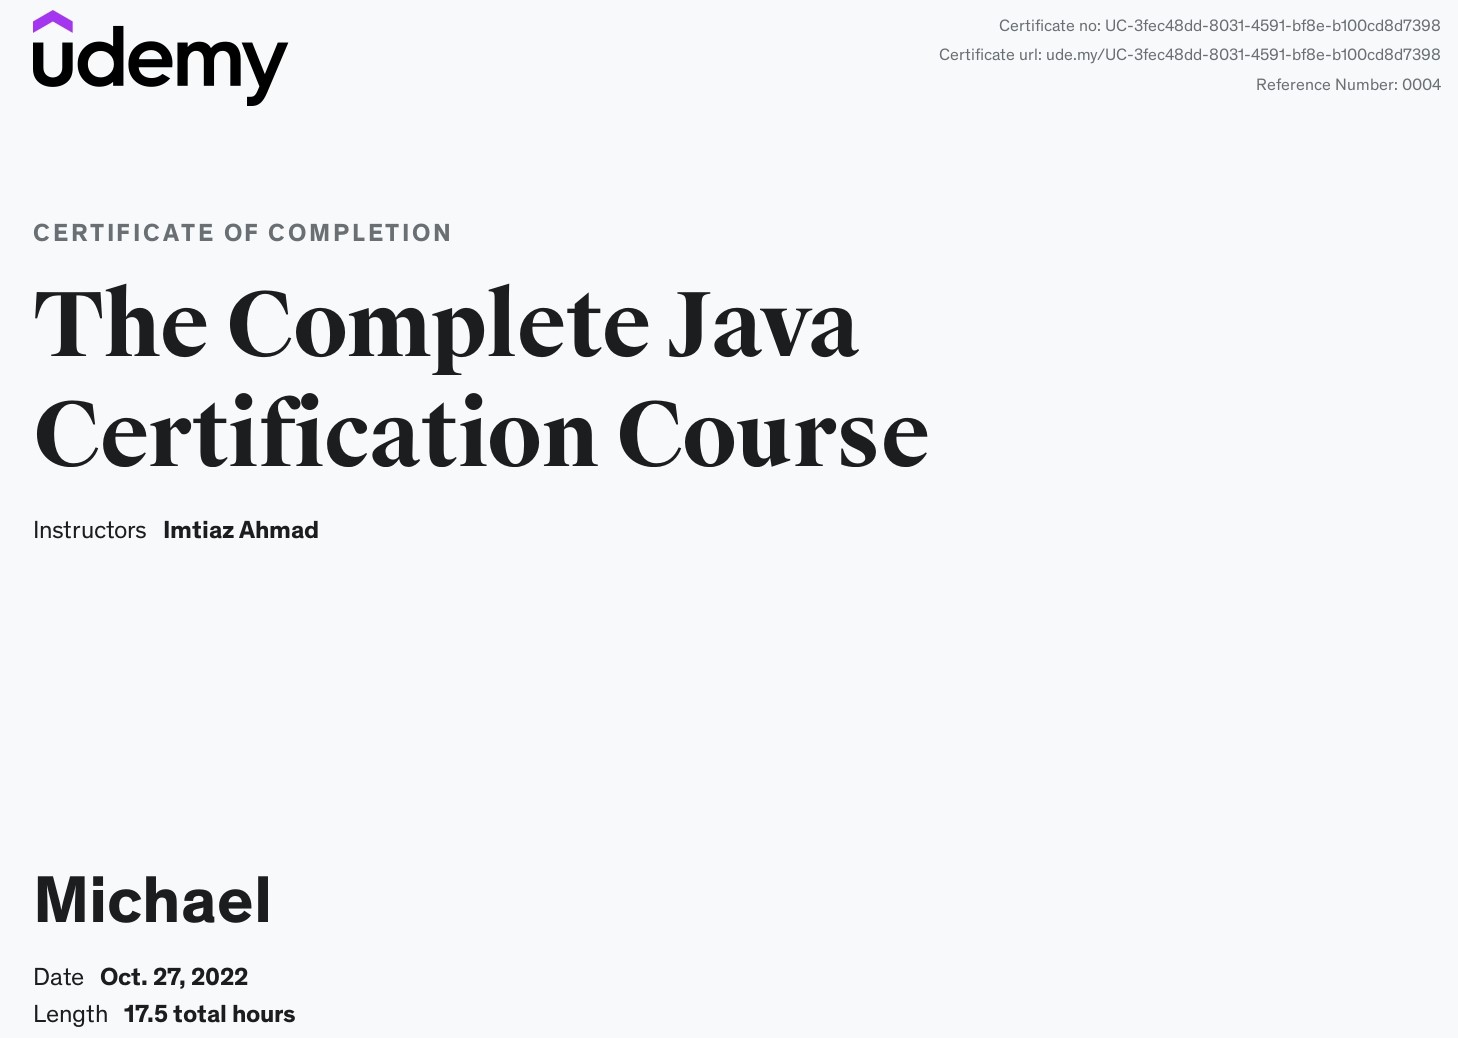 udemy
Certificate no: UC-3fec48dd-8031-4591-bf8e-b100cd8d7398
Certificate url: ude.my/UC-3fec48dd-8031-4591-bf8e-b100cd8d7398
Reference Number: 0004
CERTIFICATE OF COMPLETION
The Complete Java
Certification Course
Instructors Imtiaz Ahmad
Michael
Date Oct. 27, 2022
Length 17.5 total hours